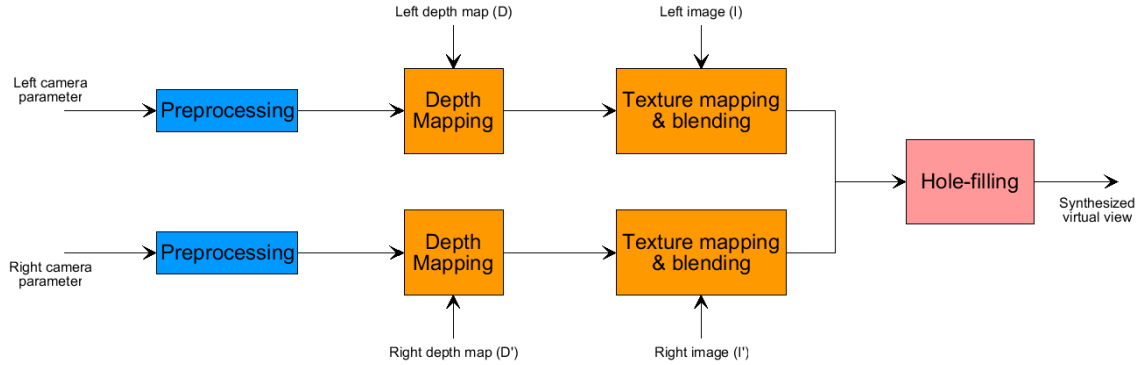 Left depth map (D)
Left image (I)
Left camera
parameter
Preprocessing
Depth
Mapping
Texture mapping
& blending
Hole-filling
Synthesized
virtual view
Preprocessing
Depth
Mapping
Texture mapping
& blending
Right camera
parameter
Right depth map (D')
Right image (I')